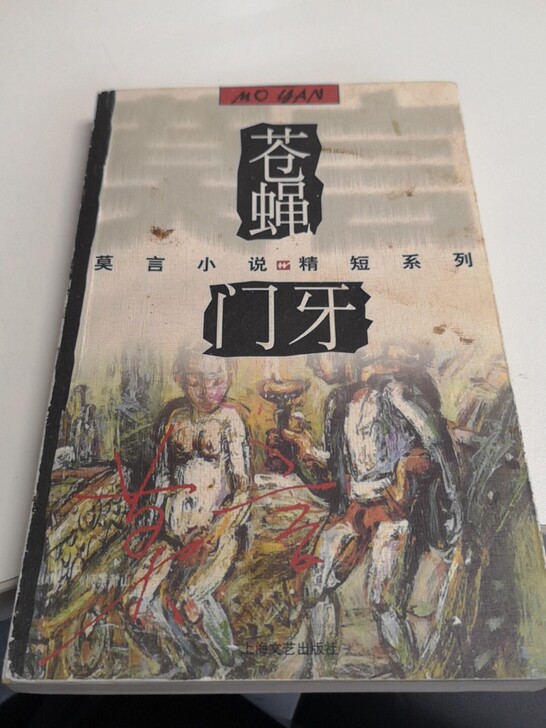 MO YAN
苍蝇
莫言小说精短系列
门牙
莫言
上海文艺出版社